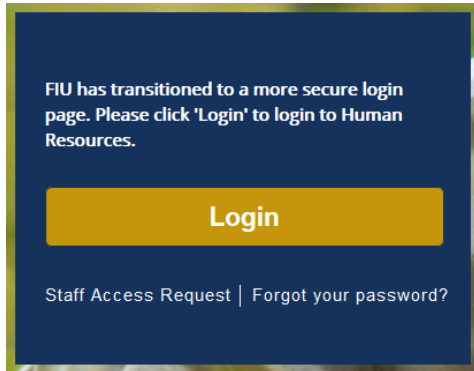 FIU has transitioned to a more secure login
page. Please click 'Login' to login to Human
Resources.
Login
Staff Access Request | Forgot your password?